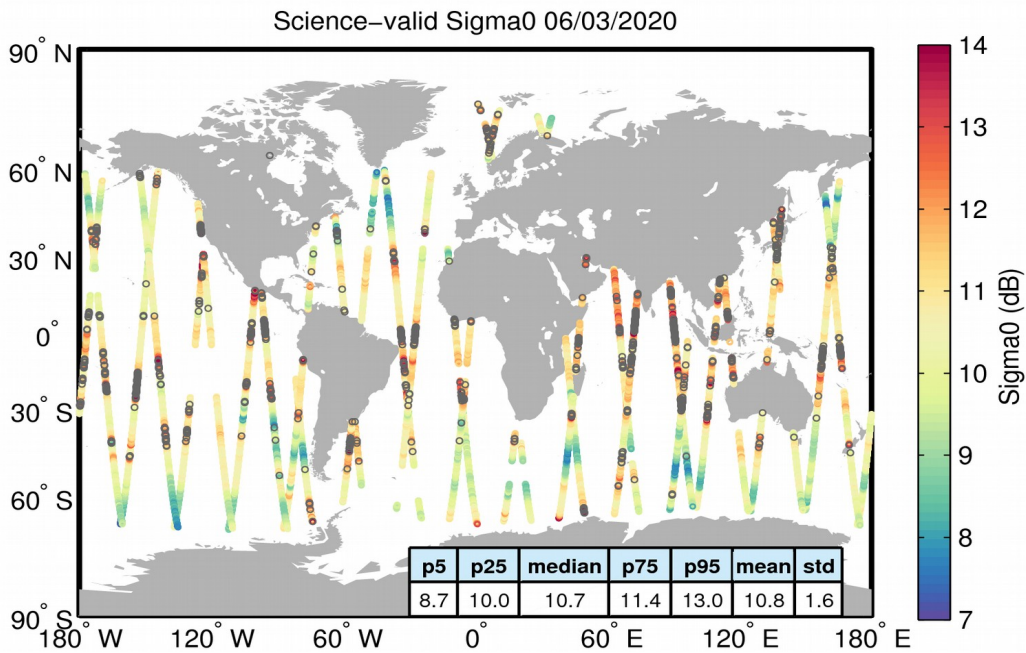 Science−valid Sigma0 06/03/2020
90° N
60° N
30° N
0°
30° S
60° S
90° S
180° W
120° W
60° W
0°
60° E
120° E
180° E
p5 p25 median p75 p95 mean std
8.7 10.0 10.7 11.4 13.0 10.8 1.6
14
13
12
11
10
9
8
7
Sigma0 (dB)